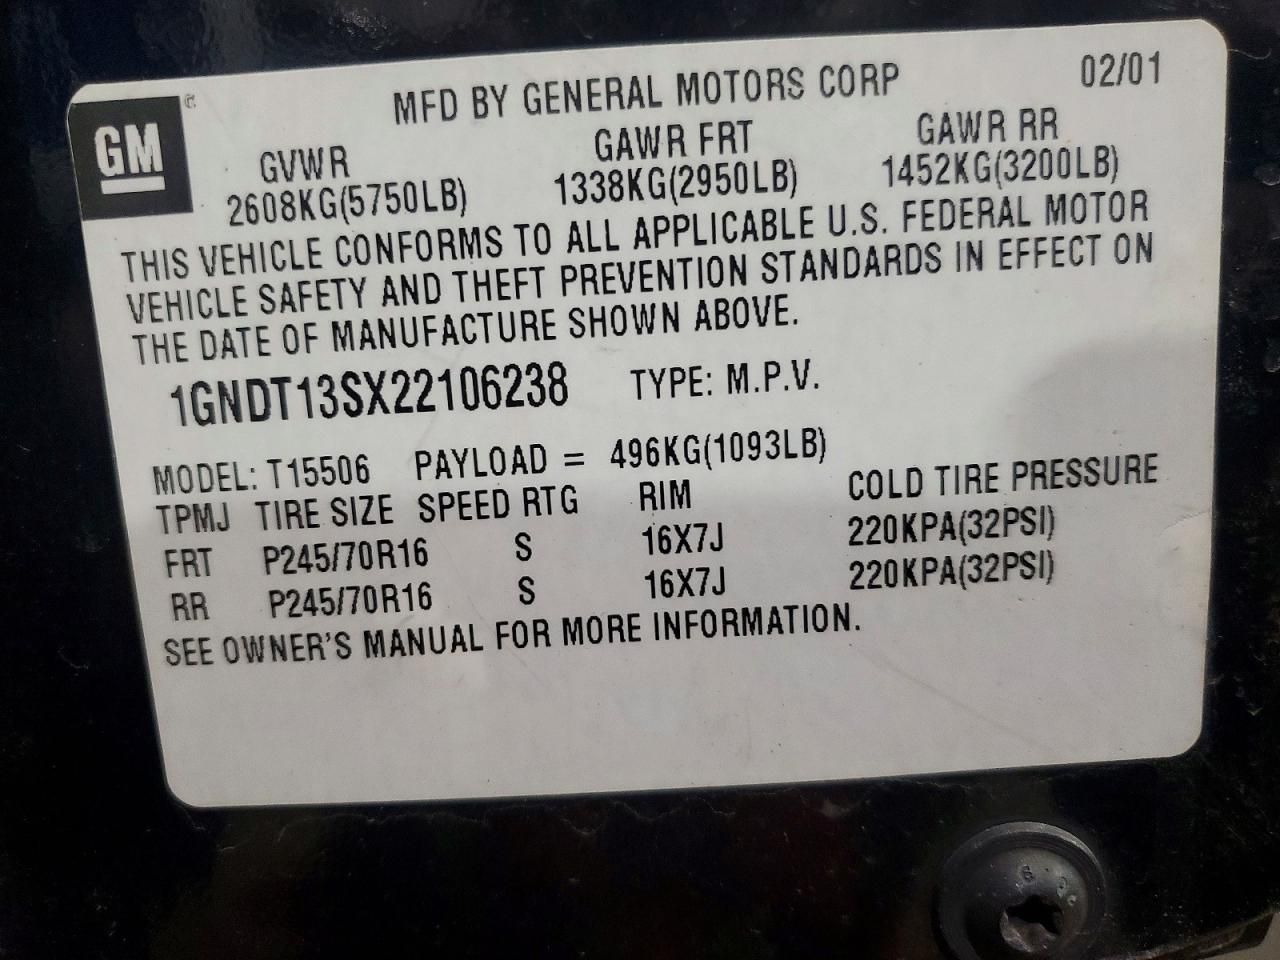 GM
MFD BY GENERAL MOTORS CORP 02/01
GVWR GAWR FRT GAWR RR
2608KG(5750LB) 1338KG(2950LB) 1452KG(3200LB)
THIS VEHICLE CONFORMS TO ALL APPLICABLE U.S. FEDERAL MOTOR
VEHICLE SAFETY AND THEFT PREVENTION STANDARDS IN EFFECT ON
THE DATE OF MANUFACTURE SHOWN ABOVE.
1GNDT13SX22106238 TYPE: M.P.V.
MODEL: T15506 PAYLOAD = 496KG(1093LB)
TPMJ TIRE SIZE SPEED RTG RIM COLD TIRE PRESSURE
FRT P245/70R16 S 16X7J 220KPA(32PSI)
RR P245/70R16 S 16X7J 220KPA(32PSI)
SEE OWNER'S MANUAL FOR MORE INFORMATION.